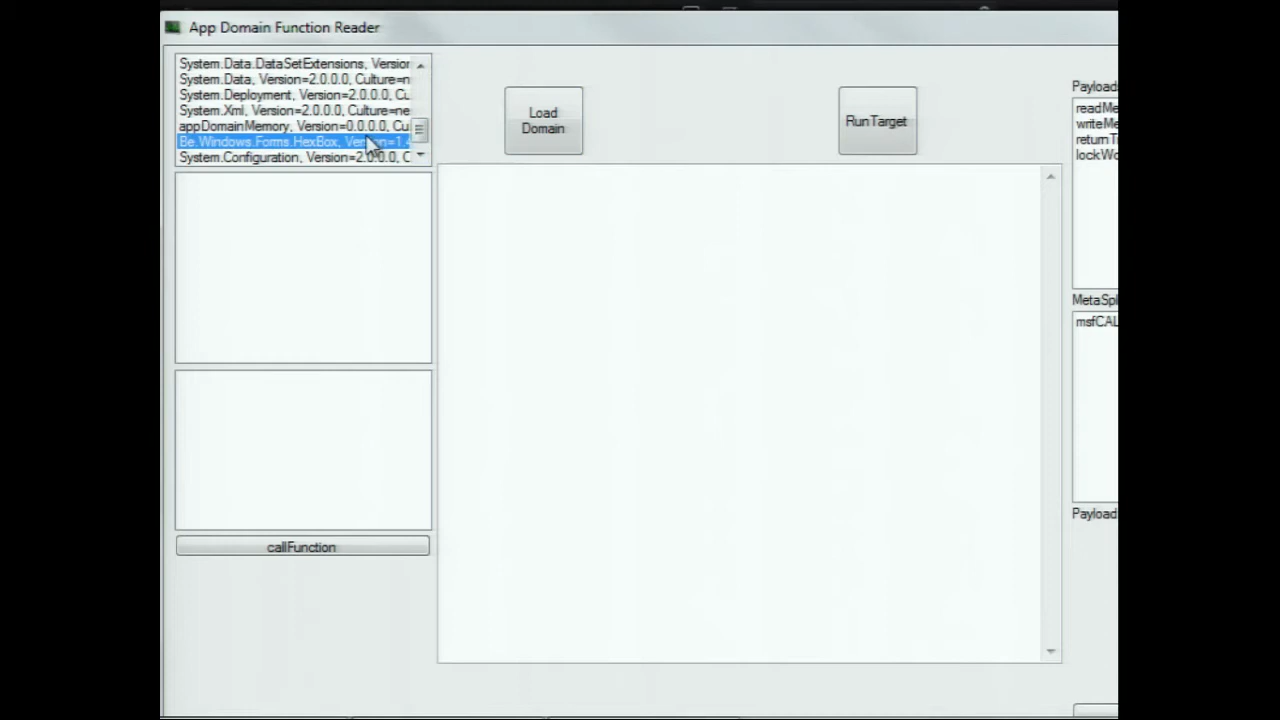 App Domain Function Reader
System.Data.DataSetExtensions, Version
System.Data, Version=2.0.0.0, Culture=n
System.Deployment, Version=2.0.0.0, Cu
System.Xml, Version=2.0.0.0, Culture=ne
appDomainMemory, Version=0.0.0.0, Cu
Be.Windows.Forms.HexBox, Version=1.4
System.Configuration, Version=2.0.0.0, C
callFunction
Load
Domain
RunTarget
Payload
readMe
writeMe
returnT
lockWo
MetaSpl
msfCAL
Payload